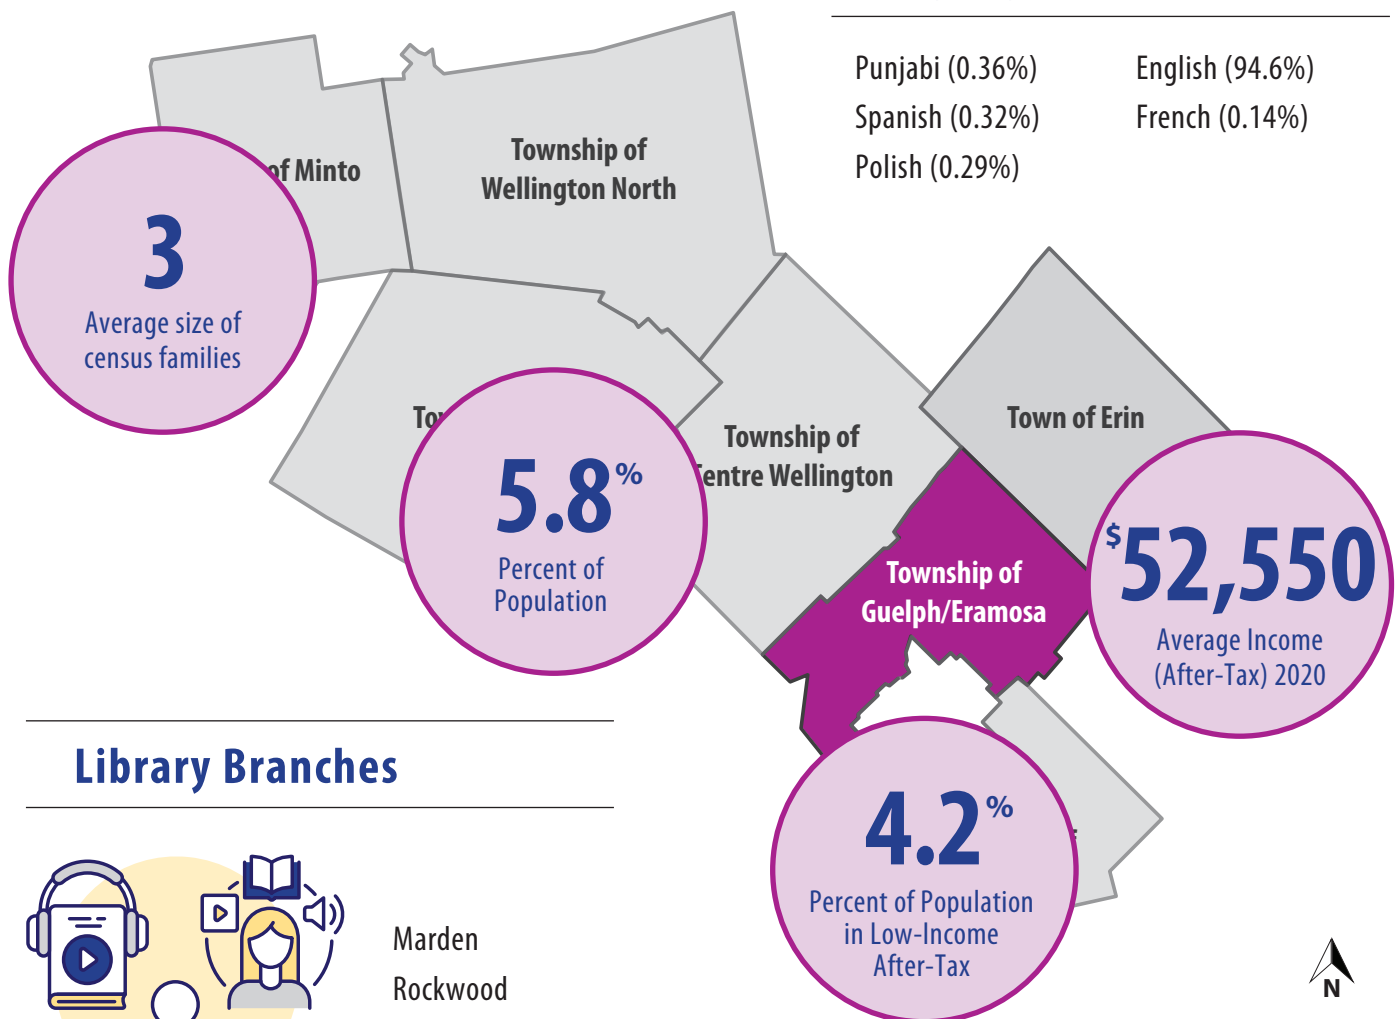 Punjabi (0.36%)
Spanish (0.32%)
Polish (0.29%)
English (94.6%)
French (0.14%)
of Minto
Township of
Wellington North
3
Average size of
census families
5.8%
Percent of
Population
Township of
Wellington
Town of Erin
Township of
Guelph/Eramosa
$52,550
Average Income
(After-Tax) 2020
4.2%
Percent of Population
in Low-Income
After-Tax
Library Branches
Marden
Rockwood
N